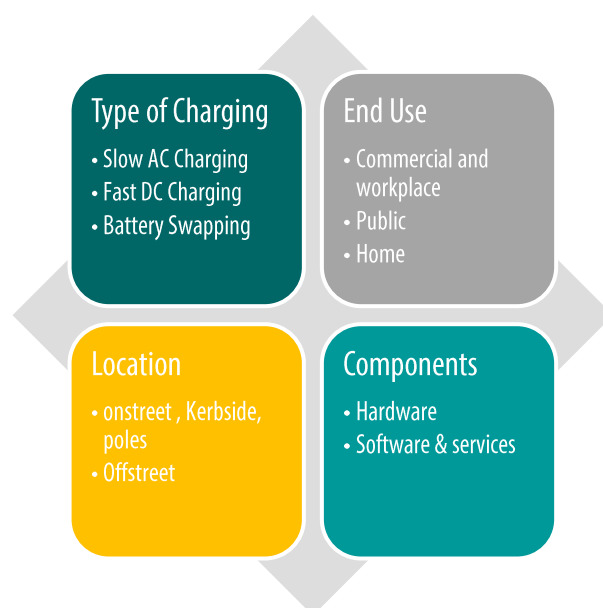 Type of Charging
• Slow AC Charging
• Fast DC Charging
• Battery Swapping
End Use
• Commercial and
workplace
• Public
• Home
Location
• onstreet , Kerbside,
poles
• Offstreet
Components
• Hardware
• Software & services